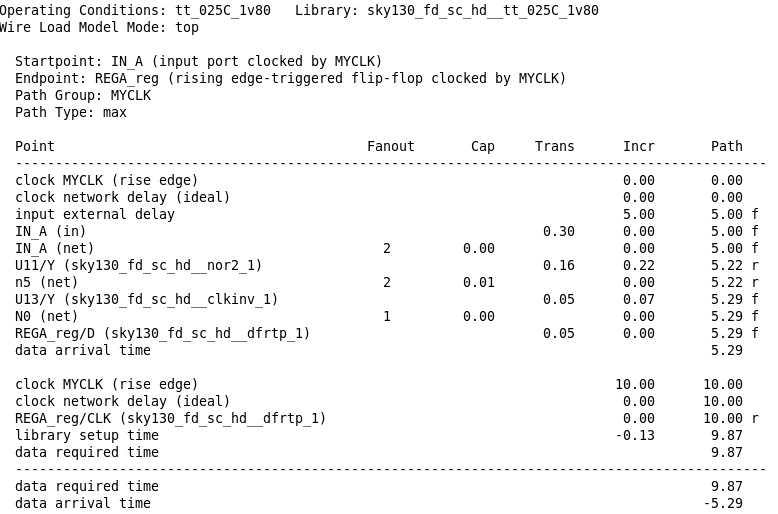 Operating Conditions: tt_025C_1v80   Library: sky130_fd_sc_hd__tt_025C_1v80
Wire Load Model Mode: top
Startpoint: IN_A (input port clocked by MYCLK)
Endpoint: REGA_reg (rising edge-triggered flip-flop clocked by MYCLK)
Path Group: MYCLK
Path Type: max
Point                                       Fanout       Cap     Trans      Incr       Path
-----------------------------------------------------------------------------------------------
clock MYCLK (rise edge)                                                     0.00       0.00
clock network delay (ideal)                                                 0.00       0.00
input external delay                                                        5.00       5.00 f
IN_A (in)                                                         0.30      0.00       5.00 f
IN_A (net)                                    2         0.00                0.00       5.00 f
U11/Y (sky130_fd_sc_hd__nor2_1)                                   0.16      0.22       5.22 r
n5 (net)                                      2         0.01                0.00       5.22 r
U13/Y (sky130_fd_sc_hd__clkinv_1)                                 0.05      0.07       5.29 f
N0 (net)                                      1         0.00                0.00       5.29 f
REGA_reg/D (sky130_fd_sc_hd__dfrtp_1)                             0.05      0.00       5.29 f
data arrival time                                                                      5.29
clock MYCLK (rise edge)                                                    10.00      10.00
clock network delay (ideal)                                                 0.00      10.00
REGA_reg/CLK (sky130_fd_sc_hd__dfrtp_1)                                     0.00      10.00 r
library setup time                                                         -0.13       9.87
data required time                                                                     9.87
-----------------------------------------------------------------------------------------------
data required time                                                                     9.87
data arrival time                                                                     -5.29